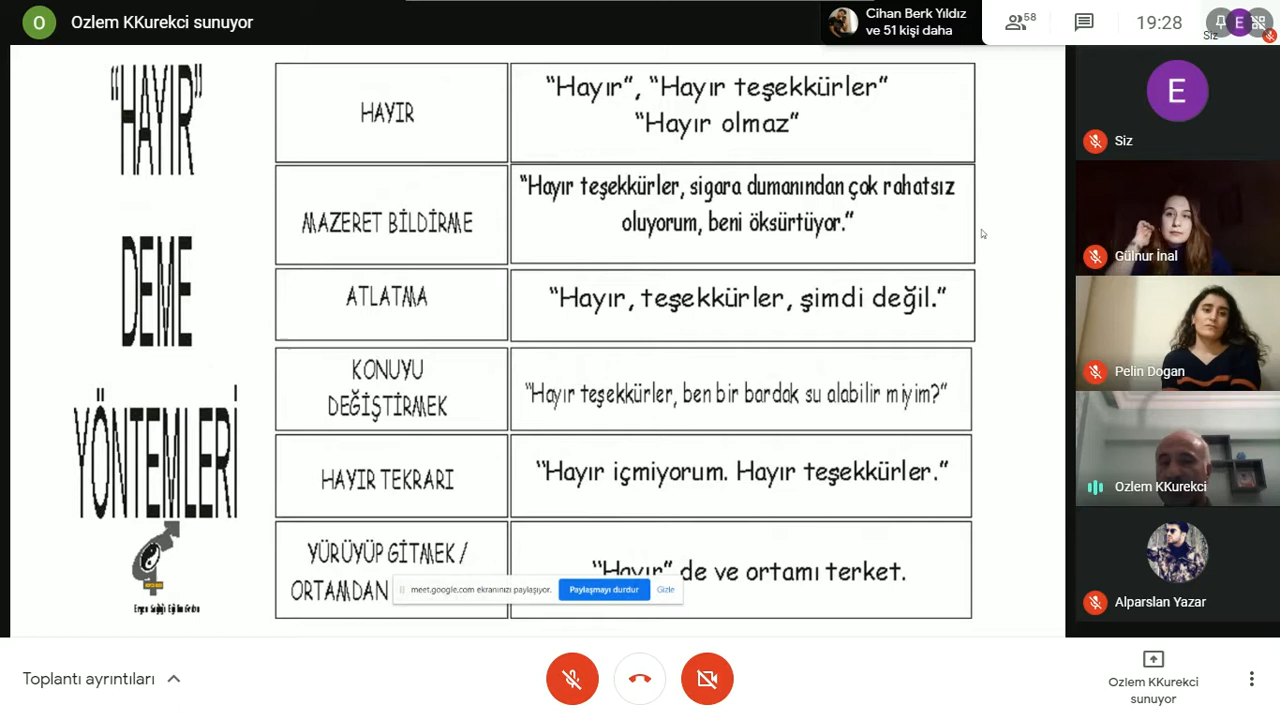 O
Ozlem KKurekci sunuyor
Cihan Berk Yıldız
ve 51 kişi daha
58
19:28
E
Siz
"HAYIR"
DEME
YÖNTEMLERİ
HAYIR
"Hayır", "Hayır teşekkürler"
"Hayır olmaz"
MAZERET BİLDİRME
"Hayır teşekkürler, sigara dumanından çok rahatsız
oluyorum, beni öksürtüyor."
ATLATMA
"Hayır, teşekkürler, şimdi değil."
KONUYU
DEĞİŞTİRMEK
"Hayır teşekkürler, ben bir bardak su alabilir miyim?"
HAYIR TEKRARI
"Hayır içmiyorum. Hayır teşekkürler."
YÜRÜYÜP GİTMEK /
ORTAMDAN
"Hayır" de ve ortamı terket.
meet.google.com ekranınızı paylaşıyor.
Paylaşmayı durdur
Gizle
E
Siz
Gülnur İnal
Pelin Dogan
Ozlem KKurekci
Alparslan Yazar
Toplantı ayrıntıları
Ozlem KKurekci
sunuyor